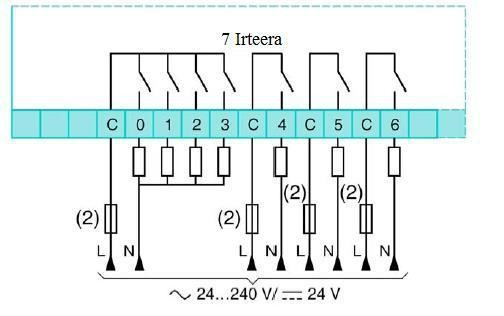 7 Irteera
C 0 1 2 3 C 4 C 5 C 6
(2) (2)
(2) (2)
L N L N L N L N
24...240 V/ 24 V